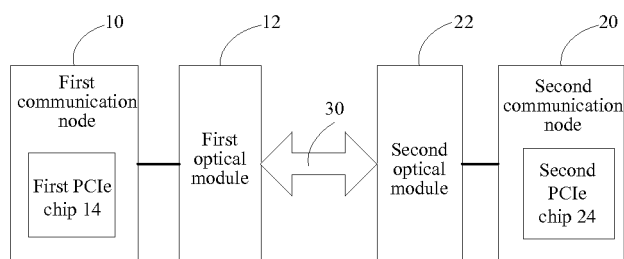 10
12
22
20
First
communication
node
First PCIe
chip 14
First
optical
module
30
Second
optical
module
Second
communication
node
Second
PCIe
chip 24